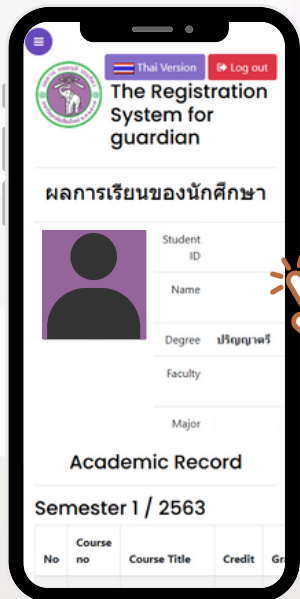 Thai Version Log out
The Registration
System for
guardian
ผลการเรียนของนักศึกษา
Student
ID
Name
Degree ปริญญาตรี
Faculty
Major
Academic Record
Semester 1 / 2563
No Course no Course Title Credit